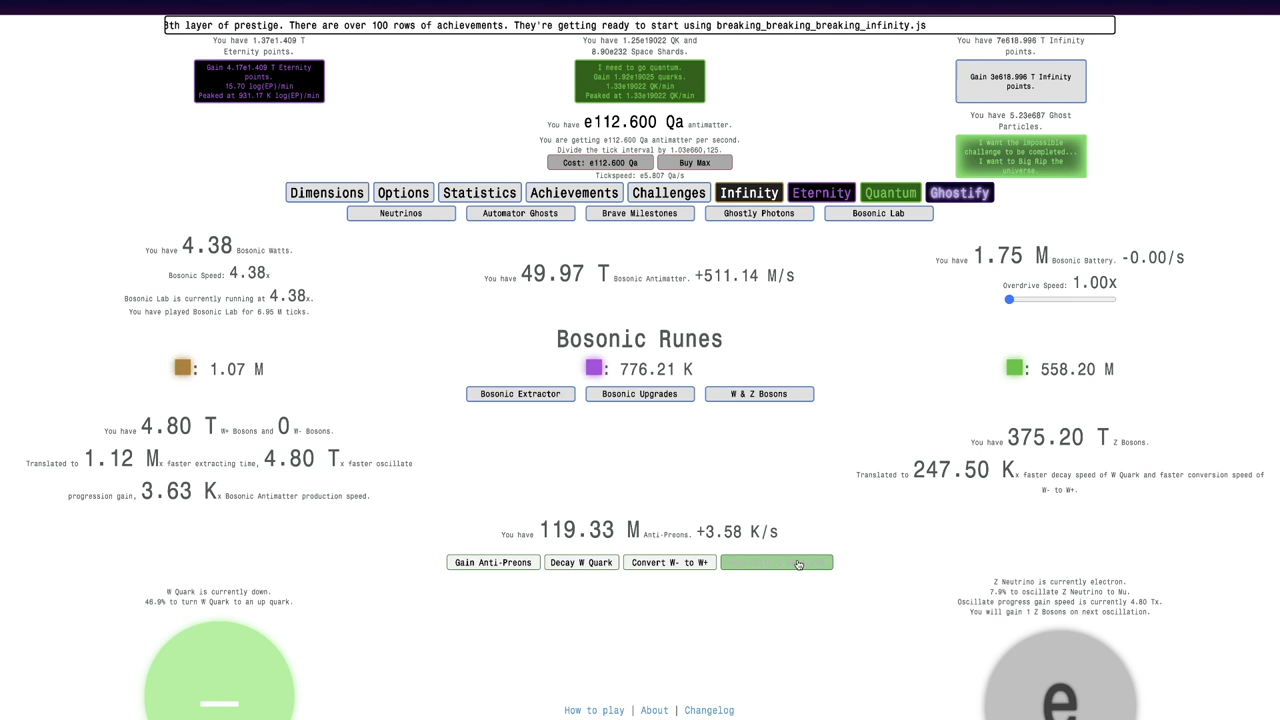 8th layer of prestige. There are over 100 rows of achievements. They're getting ready to start using breaking_breaking_breaking_infinity.js
You have 1.37e1.409 T
Eternity points.
Gain 4.17e1.409 T Eternity
points.
15.70 log(EP)/min
Peaked at 931.17 K log(EP)/min
You have 1.25e19022 QK and
8.90e232 Space Shards.
I need to go quantum.
Gain 1.92e19025 quarks.
1.33e19022 QK/min
Peaked at 1.33e19022 QK/min
You have 7e618.996 T Infinity
points.
Gain 3e618.996 T Infinity
points.
You have 5.23e687 Ghost
Particles.
I want the impossible
challenge to be completed...
I want to Big Rip the
universe.
You have e112.600 Qa antimatter.
You are getting e112.600 Qa antimatter per second.
Divide the tick interval by 1.03e660,125.
Cost: e112.600 Qa
Buy Max
Tickspeed: e5.807 Qa/s
Dimensions
Options
Statistics
Achievements
Challenges
Infinity
Eternity
Quantum
Ghostify
Neutrinos
Automator Ghosts
Brave Milestones
Ghostly Photons
Bosonic Lab
You have 4.38 Bosonic Watts.
Bosonic Speed: 4.38x
Bosonic Lab is currently running at 4.38x.
You have played Bosonic Lab for 6.95 M ticks.
You have 49.97 T Bosonic Antimatter. +511.14 M/s
You have 1.75 M Bosonic Battery. -0.00/s
Overdrive Speed: 1.00x
Bosonic Runes
: 1.07 M
: 776.21 K
: 558.20 M
Bosonic Extractor
Bosonic Upgrades
W & Z Bosons
You have 4.80 T W+ Bosons and 0 W- Bosons.
Translated to 1.12 Mx faster extracting time, 4.80 Tx faster oscillate
progression gain, 3.63 Kx Bosonic Antimatter production speed.
You have 375.20 T Z Bosons.
Translated to 247.50 Kx faster decay speed of W Quark and faster conversion speed of
W- to W+.
You have 119.33 M Anti-Preons. +3.58 K/s
Gain Anti-Preons
Decay W Quark
Convert W- to W+
W Quark is currently down.
46.9% to turn W Quark to an up quark.
Z Neutrino is currently electron.
7.9% to oscillate Z Neutrino to Mu.
Oscillate progress gain speed is currently 4.80 Tx.
You will gain 1 Z Bosons on next oscillation.
–
e
How to play | About | Changelog